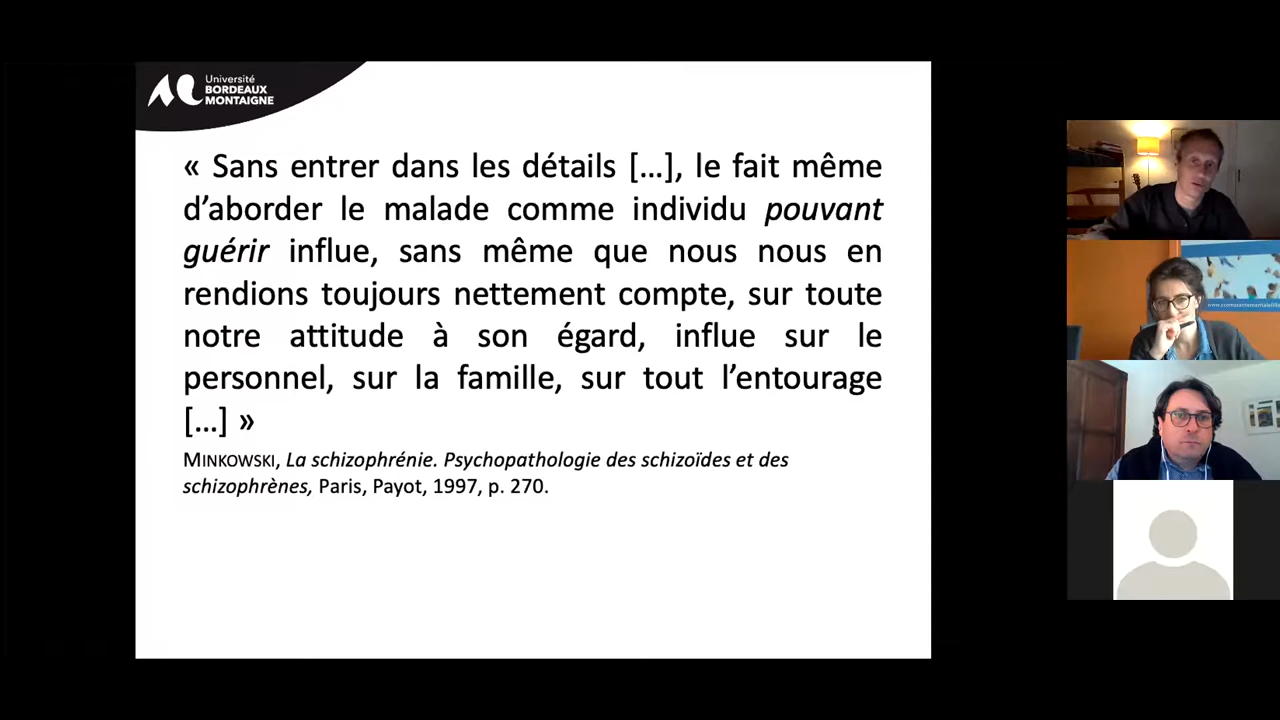 Université
BORDEAUX
MONTAIGNE
« Sans entrer dans les détails […], le fait même
d’aborder le malade comme individu pouvant
guérir influe, sans même que nous nous en
rendions toujours nettement compte, sur toute
notre attitude à son égard, influe sur le
personnel, sur la famille, sur tout l’entourage
[…] »
MINKOWSKI, La schizophrénie. Psychopathologie des schizoïdes et des
schizophrènes, Paris, Payot, 1997, p. 270.